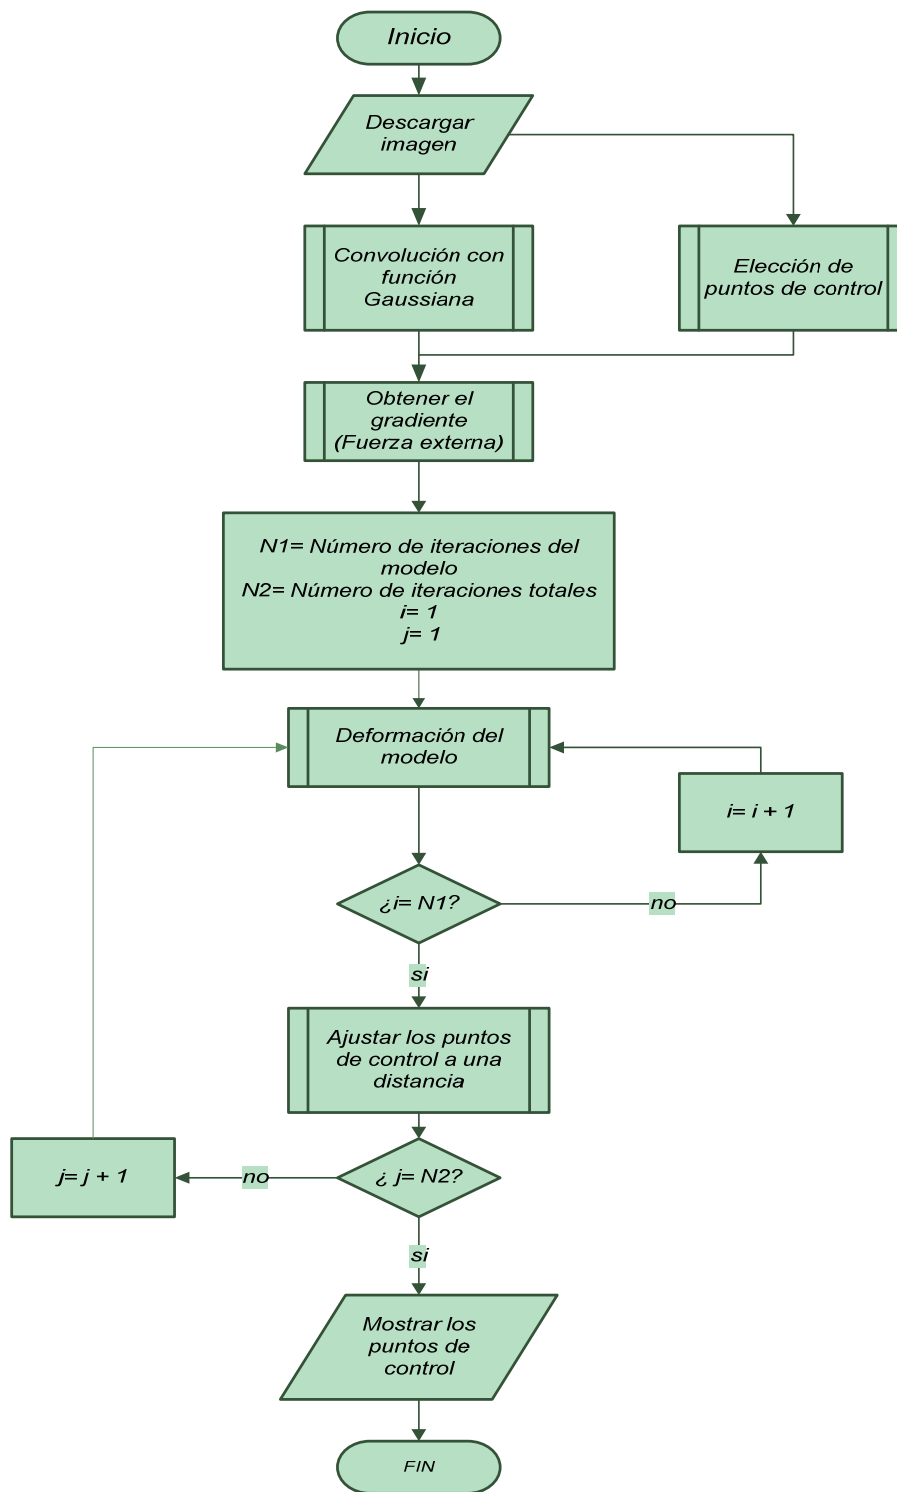 Inicio
Descargar
imagen
Convolución con
función
Gaussiana
Elección de
puntos de control
Obtener el
gradiente
(Fuerza externa)
N1= Número de iteraciones del
modelo
N2= Número de iteraciones totales
i= 1
j= 1
Deformación del
modelo
i= i + 1
¿i= N1?
no
si
Ajustar los puntos
de control a una
distancia
j= j + 1
no
¿ j= N2?
si
Mostrar los
puntos de
control
FIN